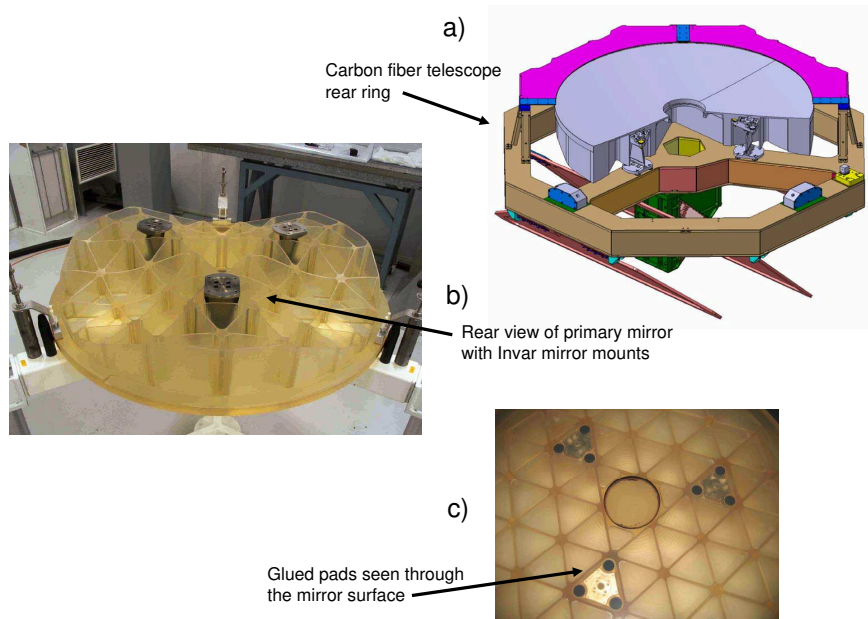 a)
Carbon fiber telescope
rear ring
b)
Rear view of primary mirror
with Invar mirror mounts
c)
Glued pads seen through
the mirror surface